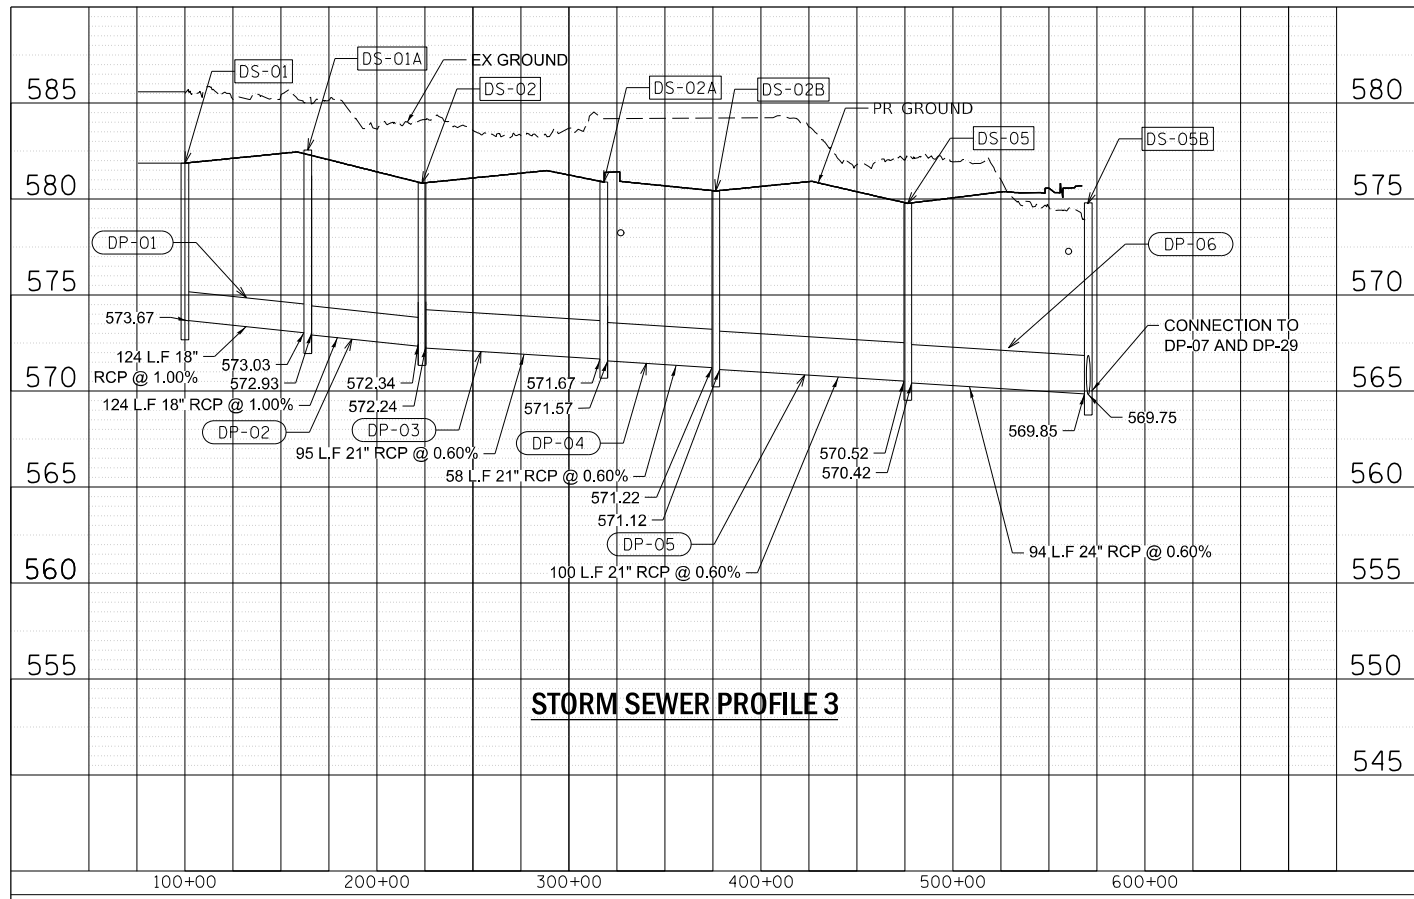 DS-01
DS-01A
EX GROUND
DS-02
DS-02A
DS-02B
PR GROUND
DS-05
DS-05B
585
580
580
575
DP-01
DP-06
575
570
573.67
CONNECTION TO
DP-07 AND DP-29
124 L.F 18"
RCP @ 1.00%
573.03
572.93
572.34
572.24
571.67
571.57
570
565
124 L.F 18" RCP @ 1.00%
569.75
569.85
DP-02
DP-03
DP-04
95 L.F 21" RCP @ 0.60%
570.52
570.42
58 L.F 21" RCP @ 0.60%
565
560
571.22
571.12
DP-05
94 L.F 24" RCP @ 0.60%
100 L.F 21" RCP @ 0.60%
560
555
555
550
STORM SEWER PROFILE 3
545
100+00
200+00
300+00
400+00
500+00
600+00